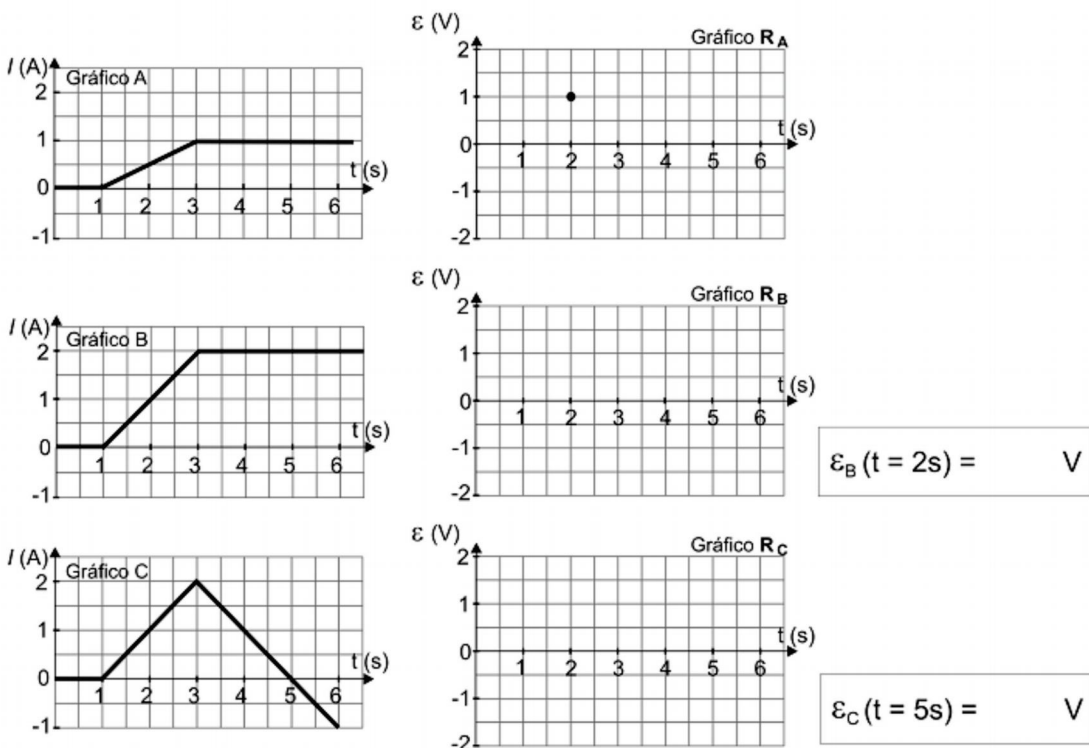 I (A)
Gráfico A
2
1
0
-1
t (s)
1 2 3 4 5 6
ε (V)
Gráfico R A
2
1
0
-1
-2
t (s)
1 2 3 4 5 6
I (A)
Gráfico B
2
1
0
-1
t (s)
1 2 3 4 5 6
ε (V)
Gráfico R B
2
1
0
-1
-2
t (s)
1 2 3 4 5 6
εB (t = 2s) = V
I (A)
Gráfico C
2
1
0
-1
t (s)
1 2 3 4 5 6
ε (V)
Gráfico R C
2
1
0
-1
-2
t (s)
1 2 3 4 5 6
εC (t = 5s) = V